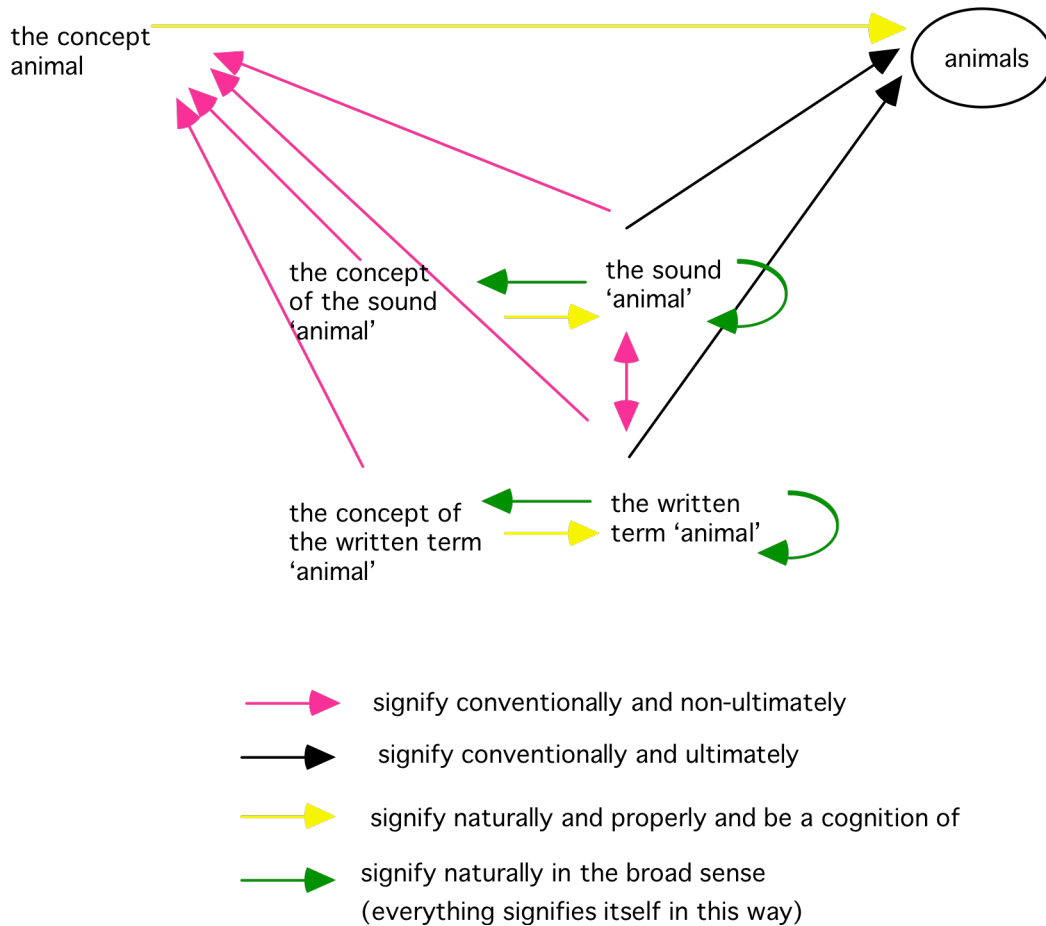 the concept
animal
animals
the concept
of the sound
‘animal’
the sound
‘animal’
the concept of
the written term
‘animal’
the written
term ‘animal’
signify conventionally and non-ultimately
signify conventionally and ultimately
signify naturally and properly and be a cognition of
signify naturally in the broad sense
(everything signifies itself in this way)